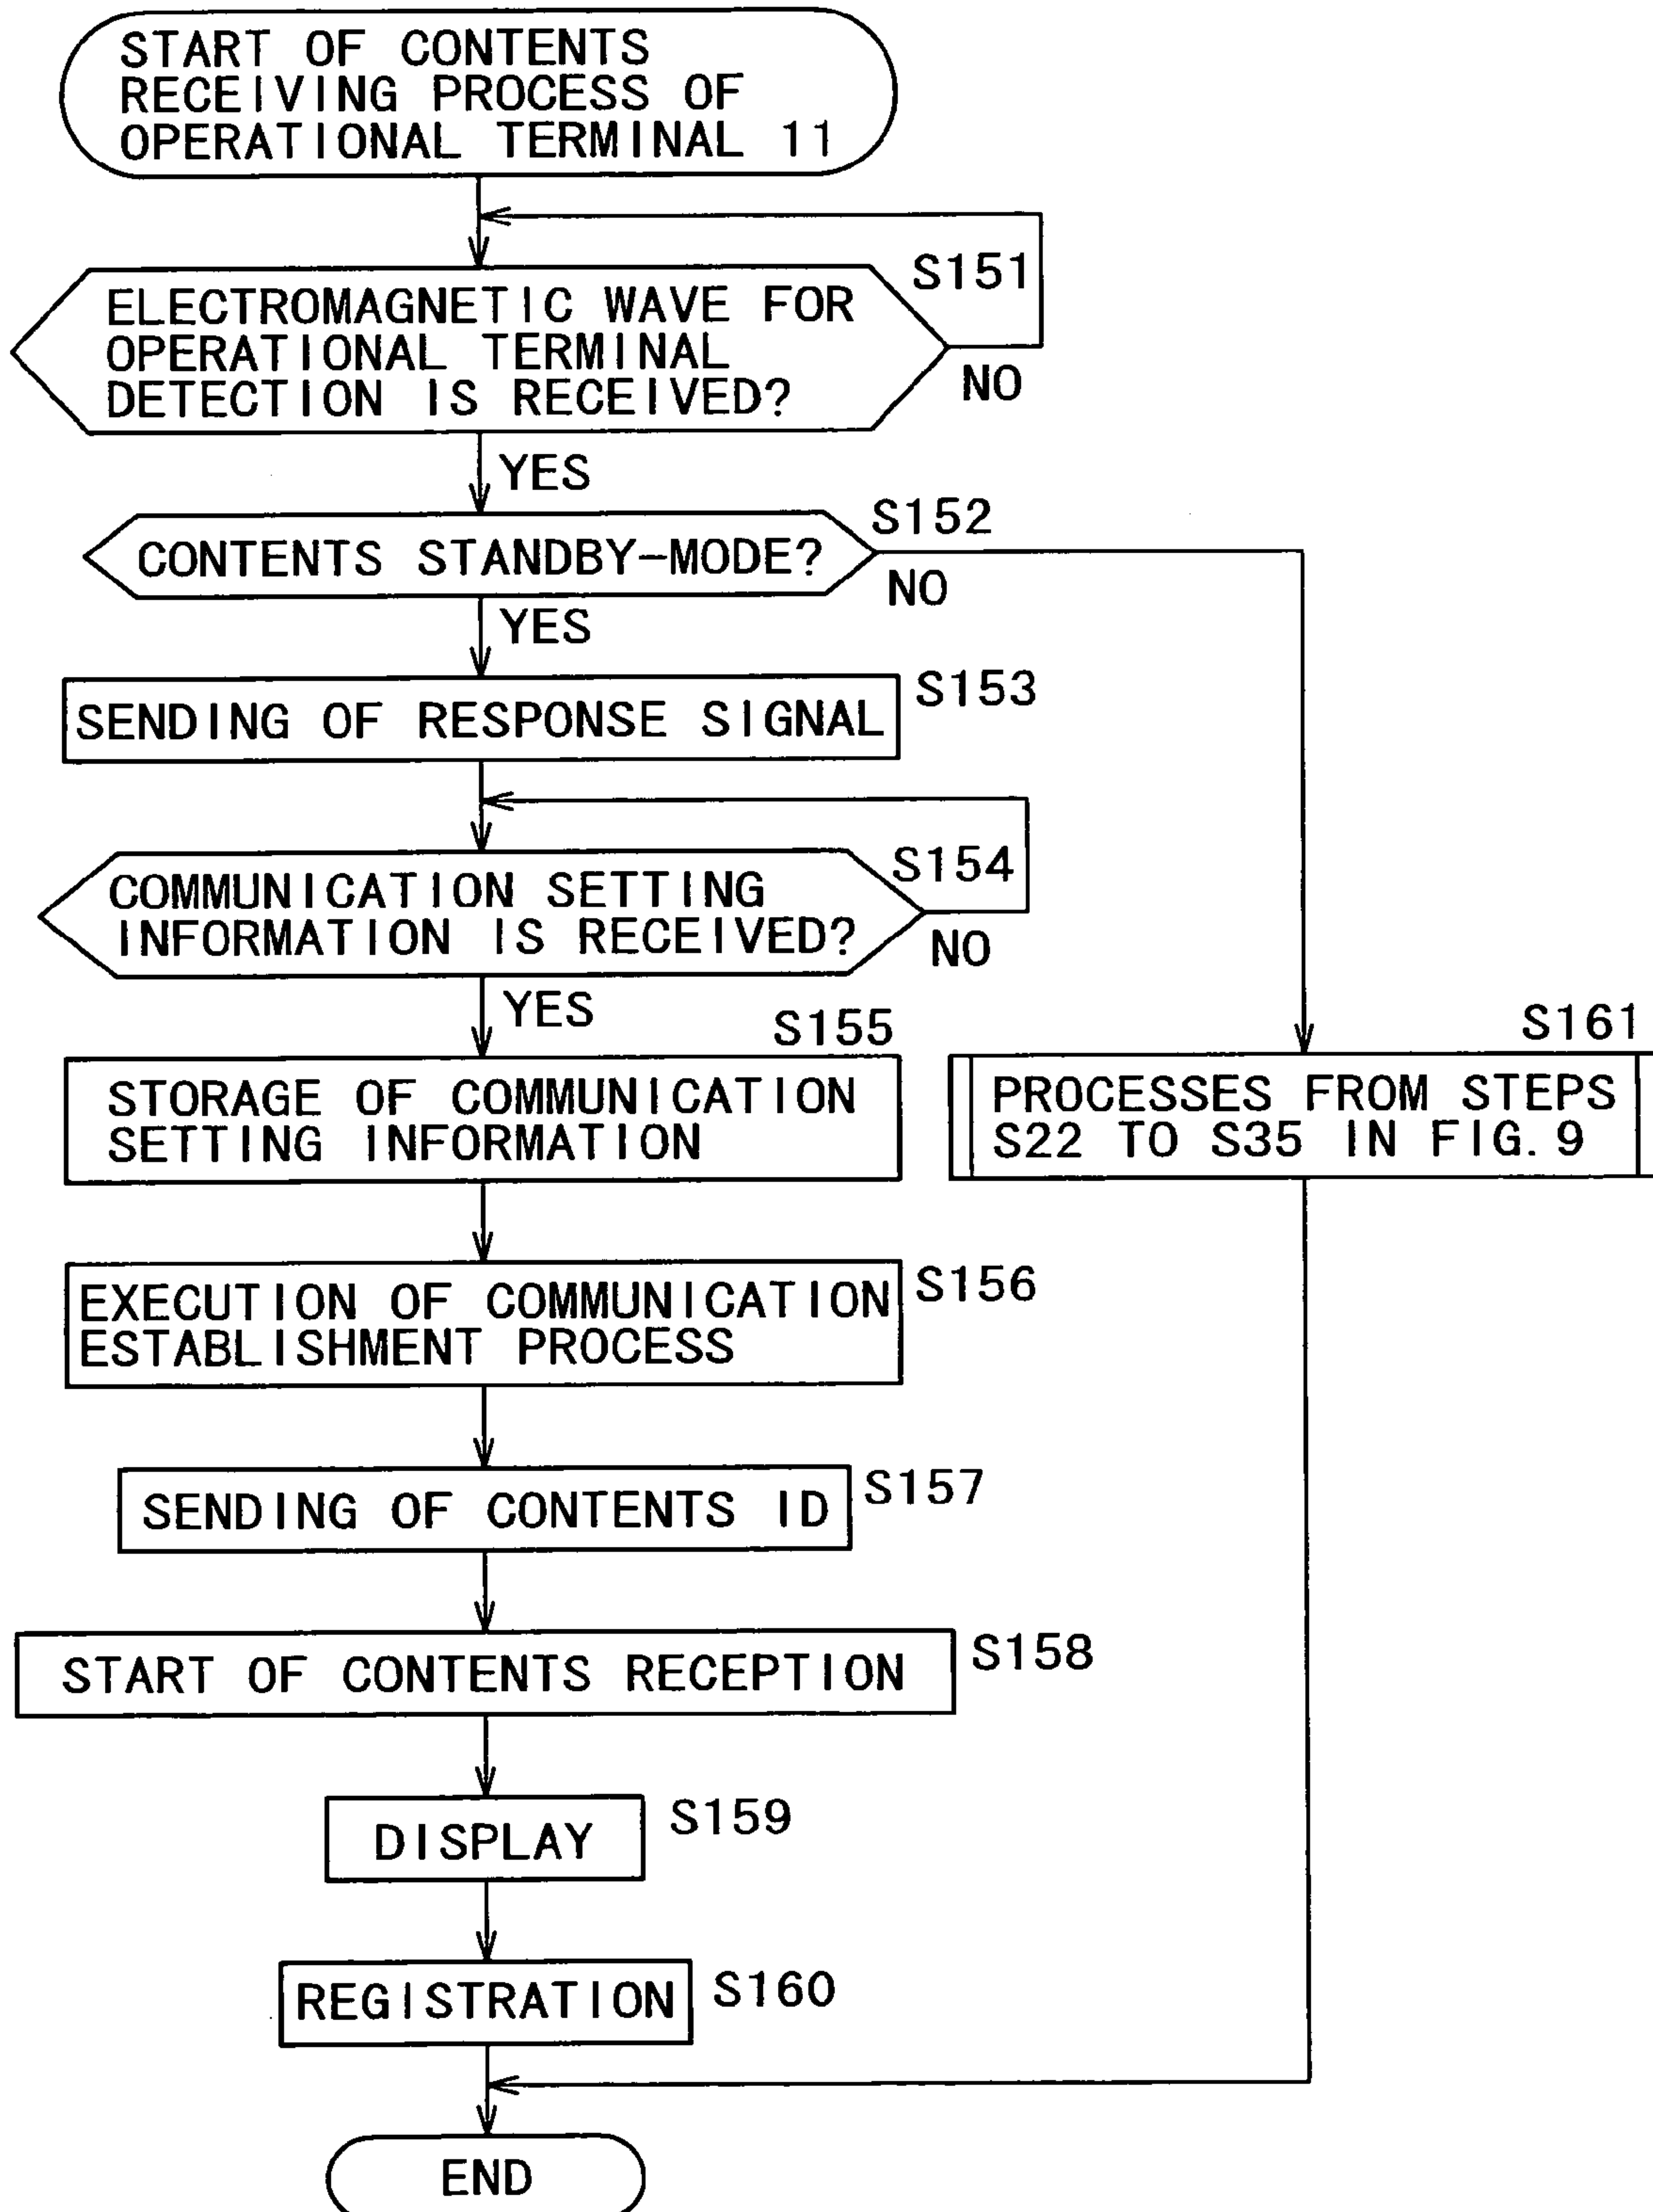 START OF CONTENTS
RECEIVING PROCESS OF
OPERATIONAL TERMINAL 11
S151
ELECTROMAGNETIC WAVE FOR
OPERATIONAL TERMINAL
DETECTION IS RECEIVED?
NO
YES
S152
CONTENTS STANDBY-MODE?
NO
YES
S153
SENDING OF RESPONSE SIGNAL
S154
COMMUNICATION SETTING
INFORMATION IS RECEIVED?
NO
YES
S155
STORAGE OF COMMUNICATION
SETTING INFORMATION
S161
PROCESSES FROM STEPS
S22 TO S35 IN FIG. 9
S156
EXECUTION OF COMMUNICATION
ESTABLISHMENT PROCESS
S157
SENDING OF CONTENTS ID
S158
START OF CONTENTS RECEPTION
S159
DISPLAY
S160
REGISTRATION
END